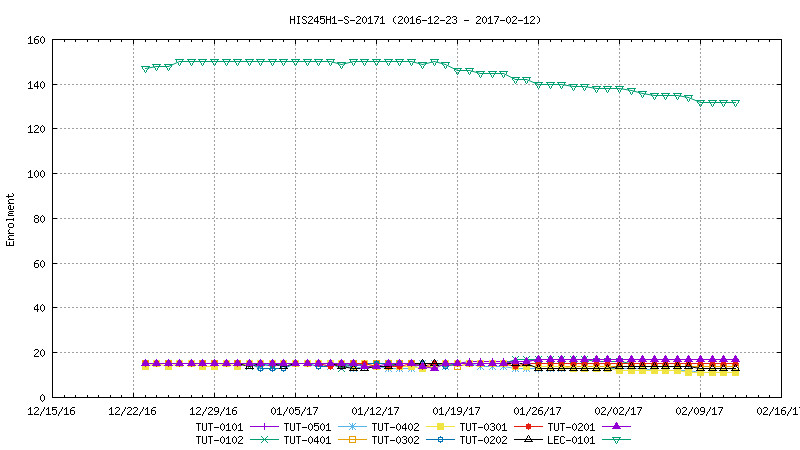 HIS245H1-S-20171 (2016-12-23 - 2017-02-12)
160
140
120
100
80
60
40
20
0
Enrolment
12/15/16 12/22/16 12/29/16 01/05/17 01/12/17 01/19/17 01/26/17 02/02/17 02/09/17 02/16/17
TUT-0101 TUT-0501 TUT-0402 TUT-0301 TUT-0201
TUT-0102 TUT-0401 TUT-0302 TUT-0202 LEC-0101